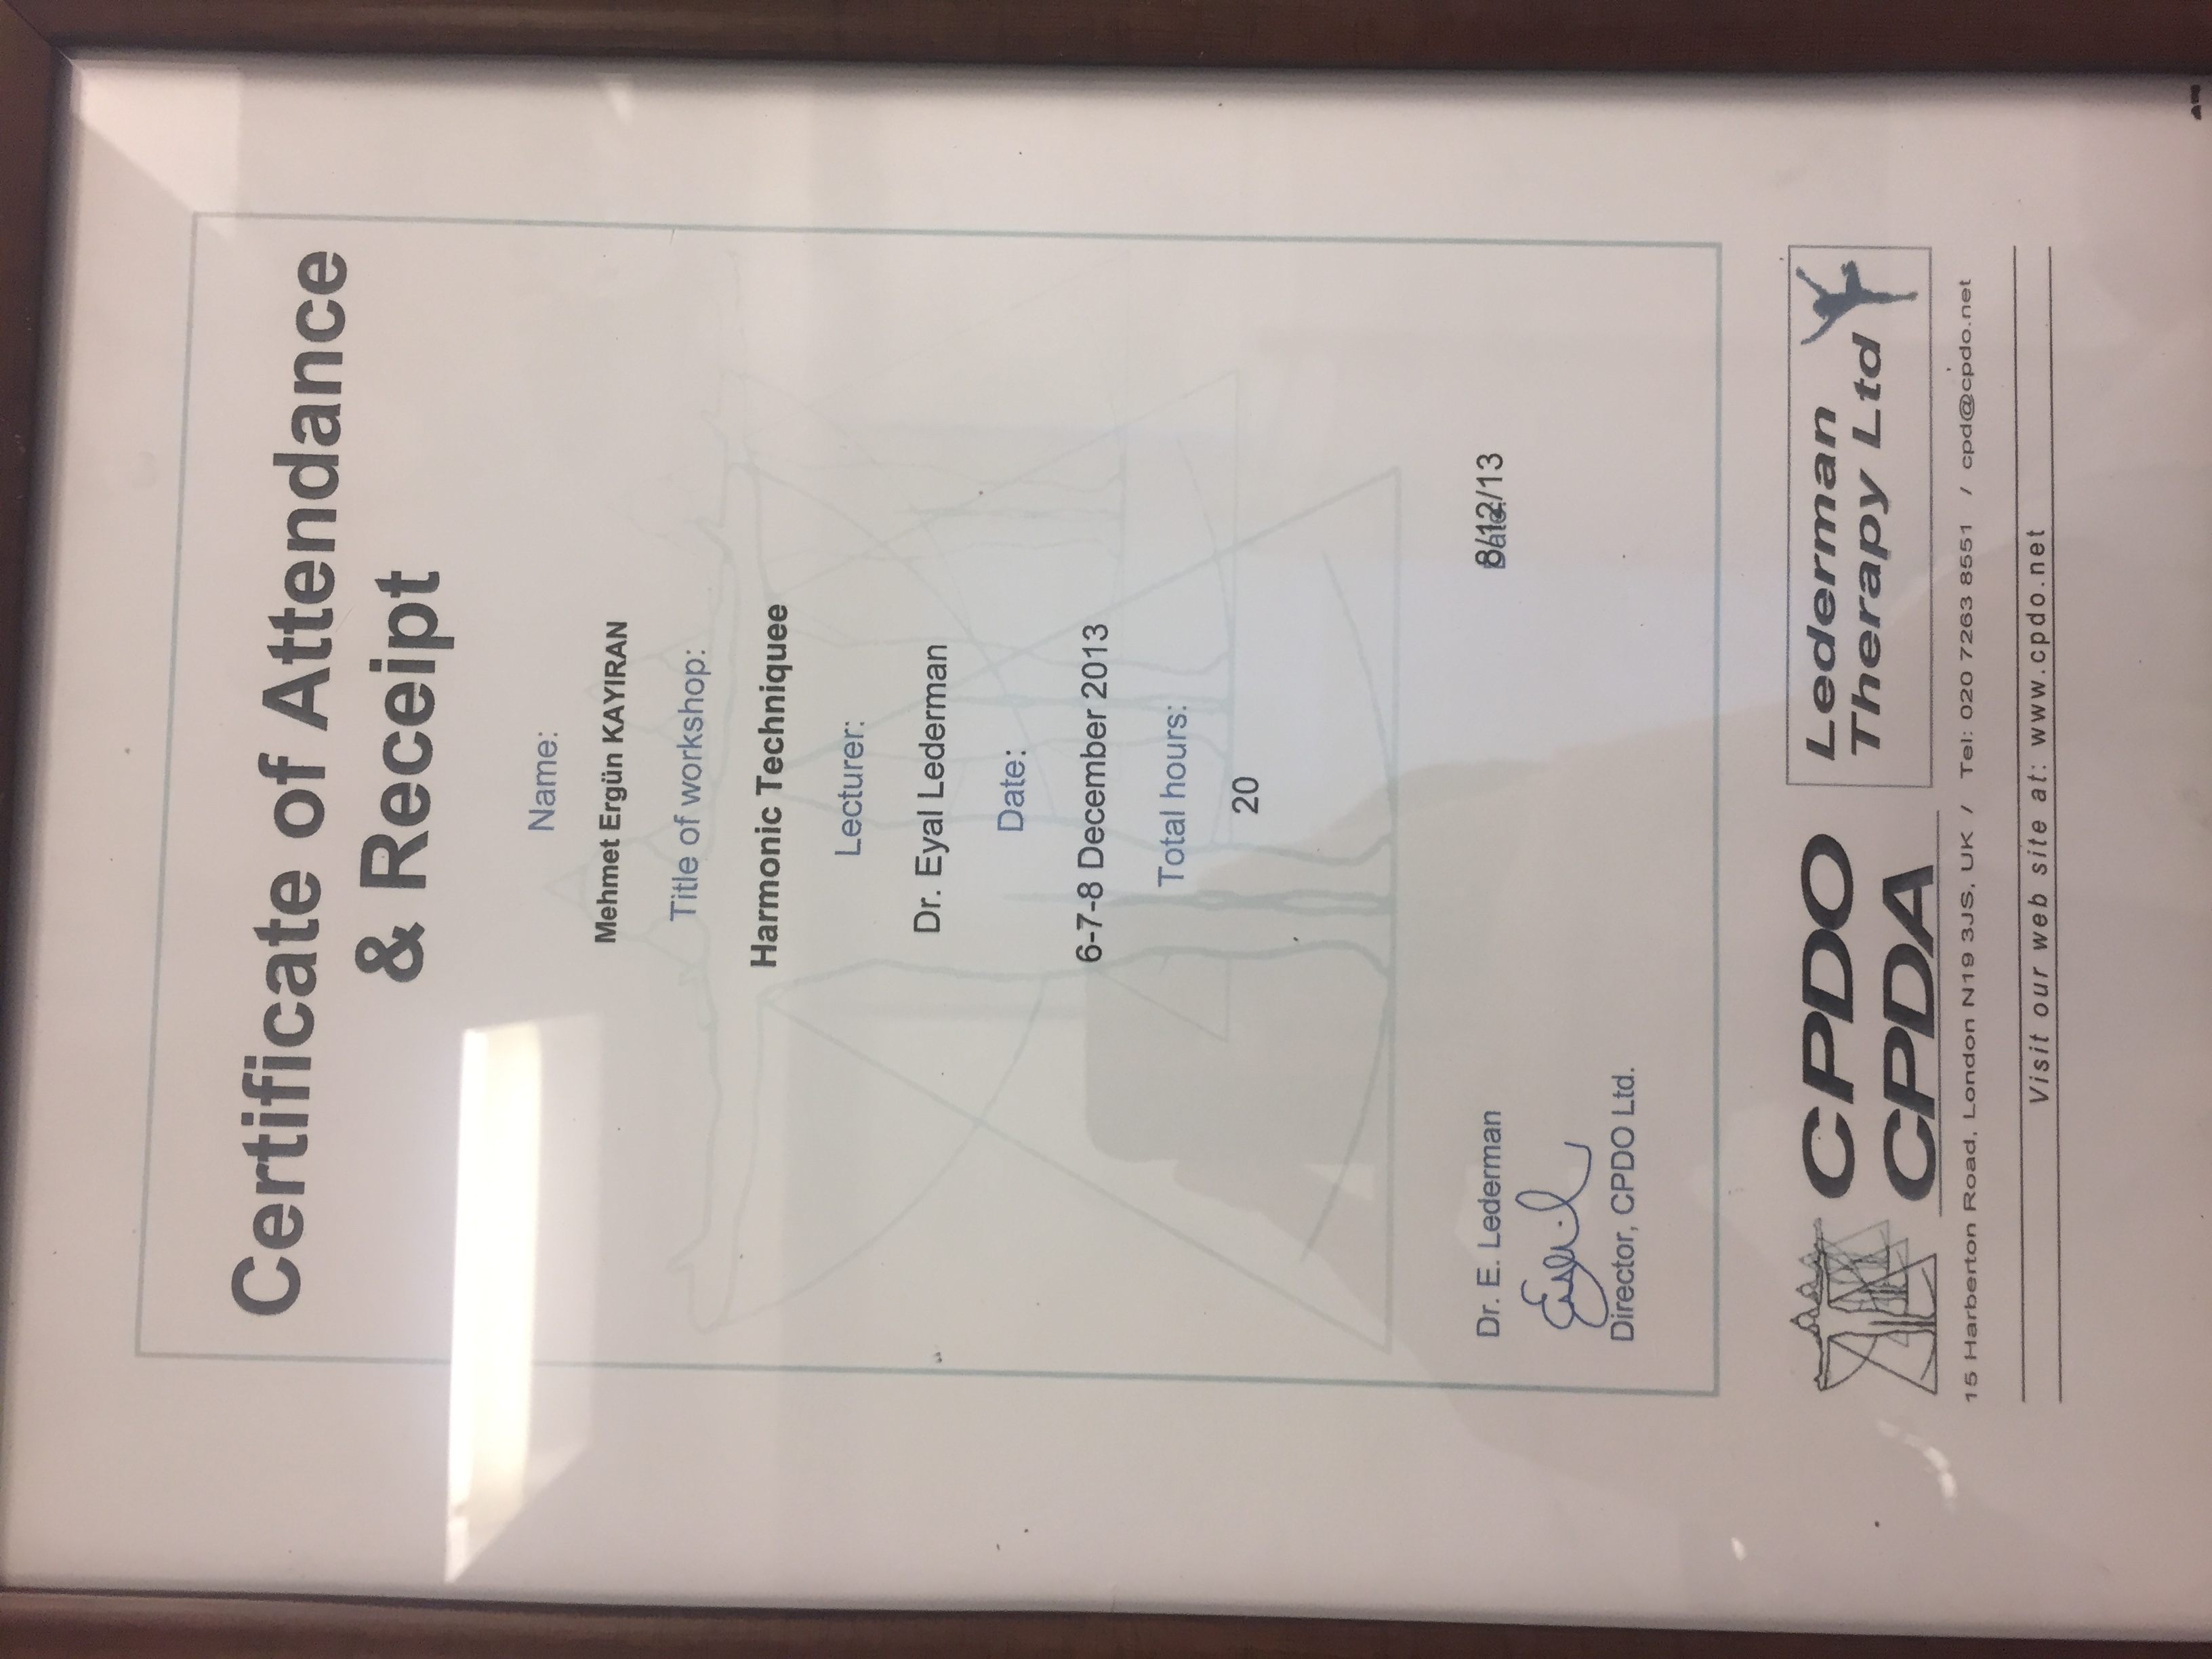 Certificate of Attendance
& Receipt
Name:
Mehmet Ergün KAYIRAN
Title of workshop:
Harmonic Techniquee
Lecturer:
Dr. Eyal Lederman
Date:
6-7-8 December 2013
Total hours:
20
Dr. E. Lederman
8/12/13
Date:
Director, CPDO Ltd.
CPDO
CPDA
Lederman
Therapy Ltd
15 Harberton Road, London N19 3JS, UK / Tel: 020 7263 8551 / cpd@cpdo.net
Visit our web site at: www.cpdo.net